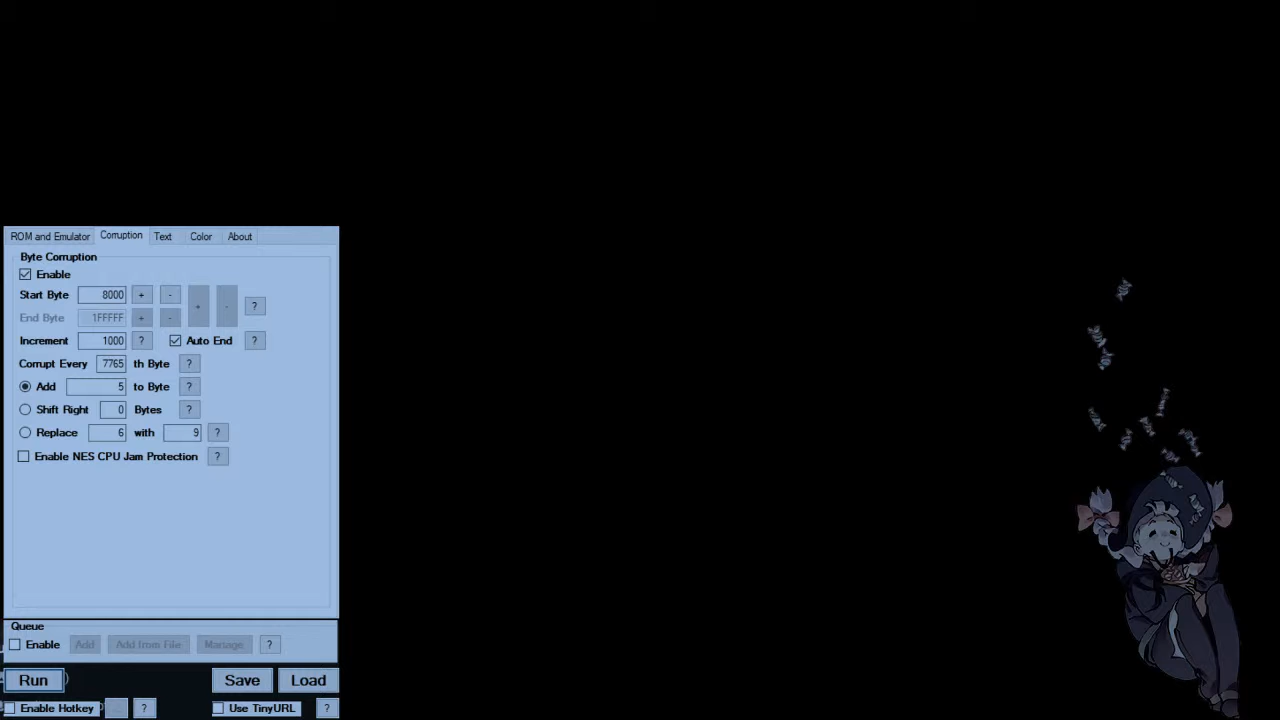 ROM and Emulator Corruption Text Color About
Byte Corruption
Enable
Start Byte 8000 + - + - ?
End Byte 1FFFFF + -
Increment 1000 ? Auto End ?
Corrupt Every 7765 th Byte ?
Add 5 to Byte ?
Shift Right 0 Bytes ?
Replace 6 with 9 ?
Enable NES CPU Jam Protection ?
Queue
Enable Add Add from File Manage ?
Run Save Load
Enable Hotkey ? Use TinyURL ?